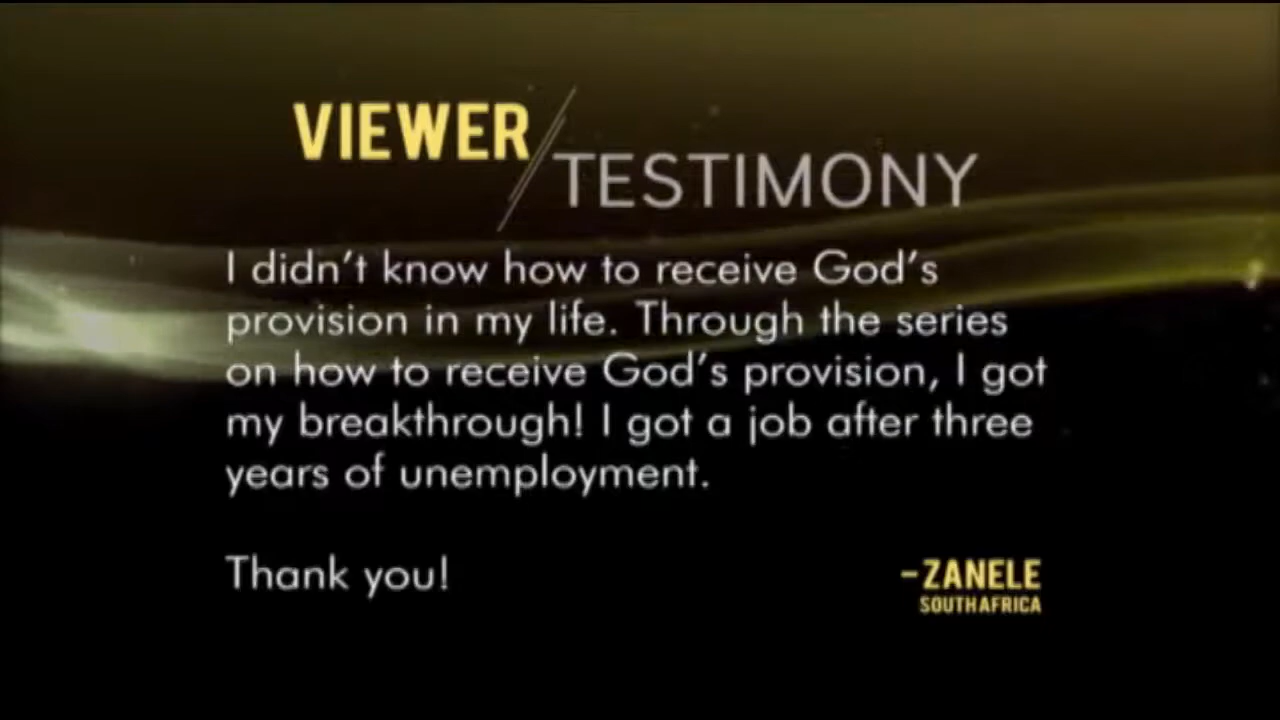 VIEWER
TESTIMONY
I didn't know how to receive God's
provision in my life. Through the series
on how to receive God's provision, I got
my breakthrough! I got a job after three
years of unemployment.
Thank you!
–ZANELE
SOUTH AFRICA